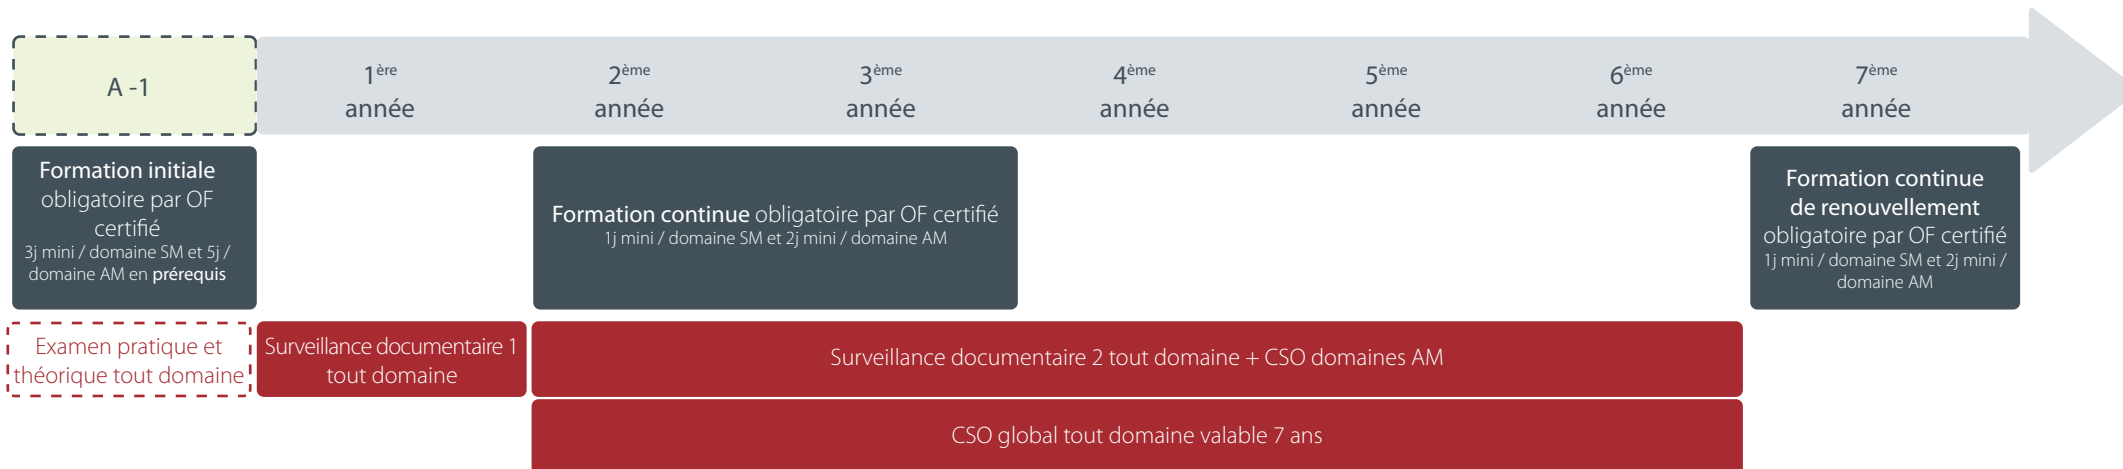 A -1
1ère
année
2ème
année
3ème
année
4ème
année
5ème
année
6ème
année
7ème
année
Formation initiale
obligatoire par OF
certifié
3j mini / domaine SM et 5j /
domaine AM en prérequis
Formation continue obligatoire par OF certifié
1j mini / domaine SM et 2j mini / domaine AM
Formation continue
de renouvellement
obligatoire par OF certifié
1j mini / domaine SM et 2j mini /
domaine AM
Examen pratique et
théorique tout domaine
Surveillance documentaire 1
tout domaine
Surveillance documentaire 2 tout domaine + CSO domaines AM
CSO global tout domaine valable 7 ans